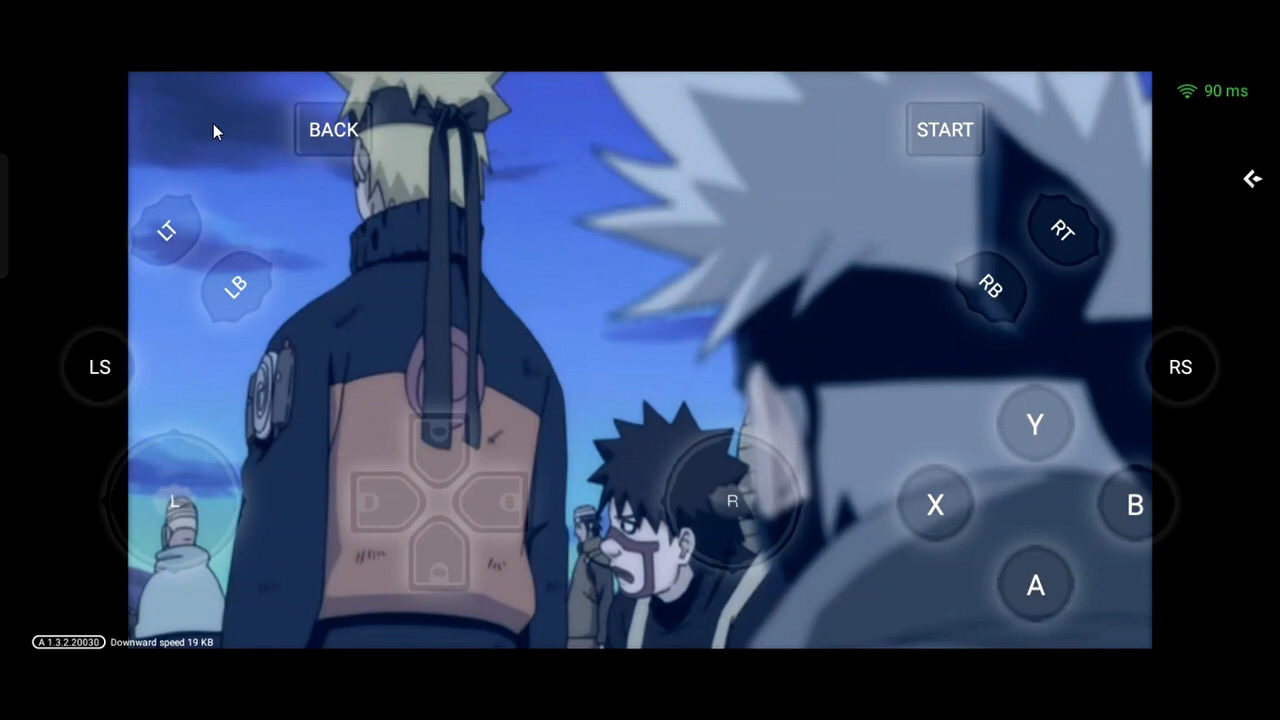 90 ms
BACK
START
LT
RT
LB
RB
LS
RS
Y
L
R
X
B
A
A 1.3.2.20030 Downward speed 19 KB